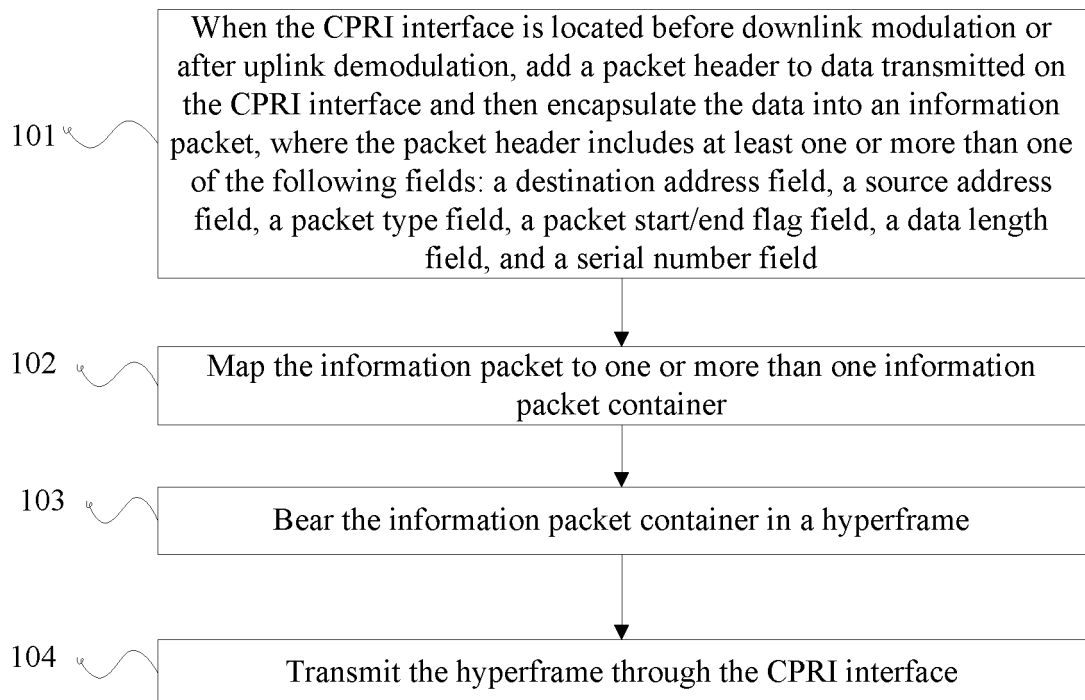 When the CPRI interface is located before downlink modulation or
after uplink demodulation, add a packet header to data transmitted on
the CPRI interface and then encapsulate the data into an information
101
packet, where the packet header includes at least one or more than one
of the following fields: a destination address field, a source address
field, a packet type field, a packet start/end flag field, a data length
field, and a serial number field
102
Map the information packet to one or more than one information
packet container
103
Bear the information packet container in a hyperframe
104
Transmit the hyperframe through the CPRI interface